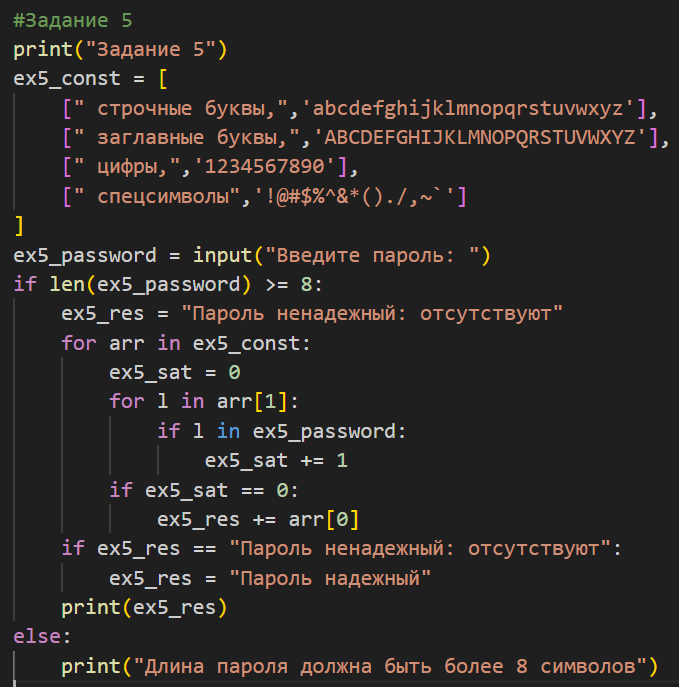 #Задание 5
print("Задание 5")
ex5_const = [
    [" строчные буквы,",'abcdefghijklmnopqrstuvwxyz'],
    [" заглавные буквы,",'ABCDEFGHIJKLMNOPQRSTUVWXYZ'],
    [" цифры,",'1234567890'],
    [" спецсимволы",'!@#$%^&*()./,~`']
]
ex5_password = input("Введите пароль: ")
if len(ex5_password) >= 8:
    ex5_res = "Пароль ненадежный: отсутствуют"
    for arr in ex5_const:
        ex5_sat = 0
        for l in arr[1]:
            if l in ex5_password:
                ex5_sat += 1
        if ex5_sat == 0:
            ex5_res += arr[0]
    if ex5_res == "Пароль ненадежный: отсутствуют":
        ex5_res = "Пароль надежный"
    print(ex5_res)
else:
    print("Длина пароля должна быть более 8 символов")